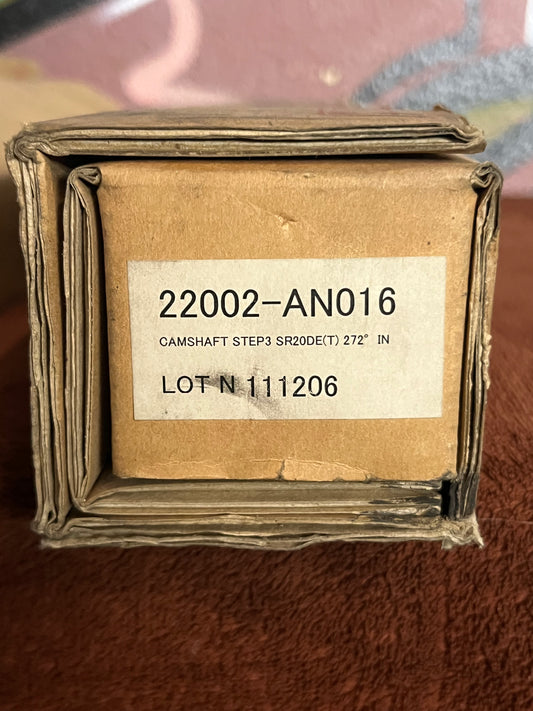 22002-AN016
CAMSHAFT STEP3 SR20DE(T) 272° IN
LOT N 111206